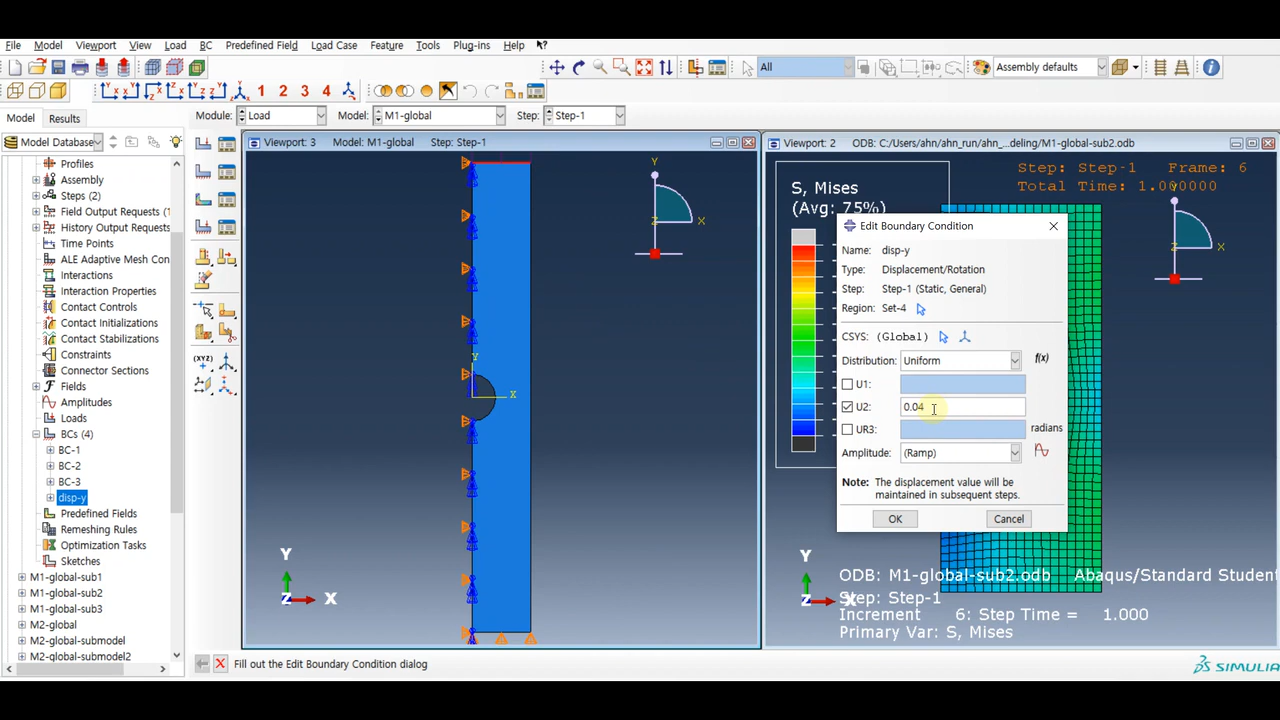 File Model Viewport View Load BC Predefined Field Load Case Feature Tools Plug-ins Help
All
Assembly defaults
1 2 3 4
Model Results
Module: Load Model: M1-global Step: Step-1
Model Database
Profiles
Assembly
Steps (2)
Field Output Requests (1
History Output Requests
Time Points
ALE Adaptive Mesh Con
Interactions
Interaction Properties
Contact Controls
Contact Initializations
Contact Stabilizations
Constraints
Connector Sections
Fields
Amplitudes
Loads
BCs (4)
BC-1
BC-2
BC-3
disp-y
Predefined Fields
Remeshing Rules
Optimization Tasks
Sketches
M1-global-sub1
M1-global-sub2
M1-global-sub3
M2-global
M2-global-submodel
M2-global-submodel2
(XYZ)
Viewport: 3 Model: M1-global Step: Step-1
Y
Z X
Y
X
Y
Z X
Viewport: 2 ODB: C:/Users/ahn/ahn_run/ahn_...deling/M1-global-sub2.odb
Step: Step-1 Frame: 6
Total Time: 1.000000
S, Mises
(Avg: 75%)
Y
Z X
Edit Boundary Condition
Name: disp-y
Type: Displacement/Rotation
Step: Step-1 (Static, General)
Region: Set-4
CSYS: (Global)
Distribution: Uniform f(x)
U1:
U2: 0.04
UR3: radians
Amplitude: (Ramp)
Note: The displacement value will be
maintained in subsequent steps.
OK Cancel
Y
Z X
ODB: M1-global-sub2.odb Abaqus/Standard Student
Step: Step-1
Increment 6: Step Time = 1.000
Primary Var: S, Mises
Fill out the Edit Boundary Condition dialog
SIMULIA